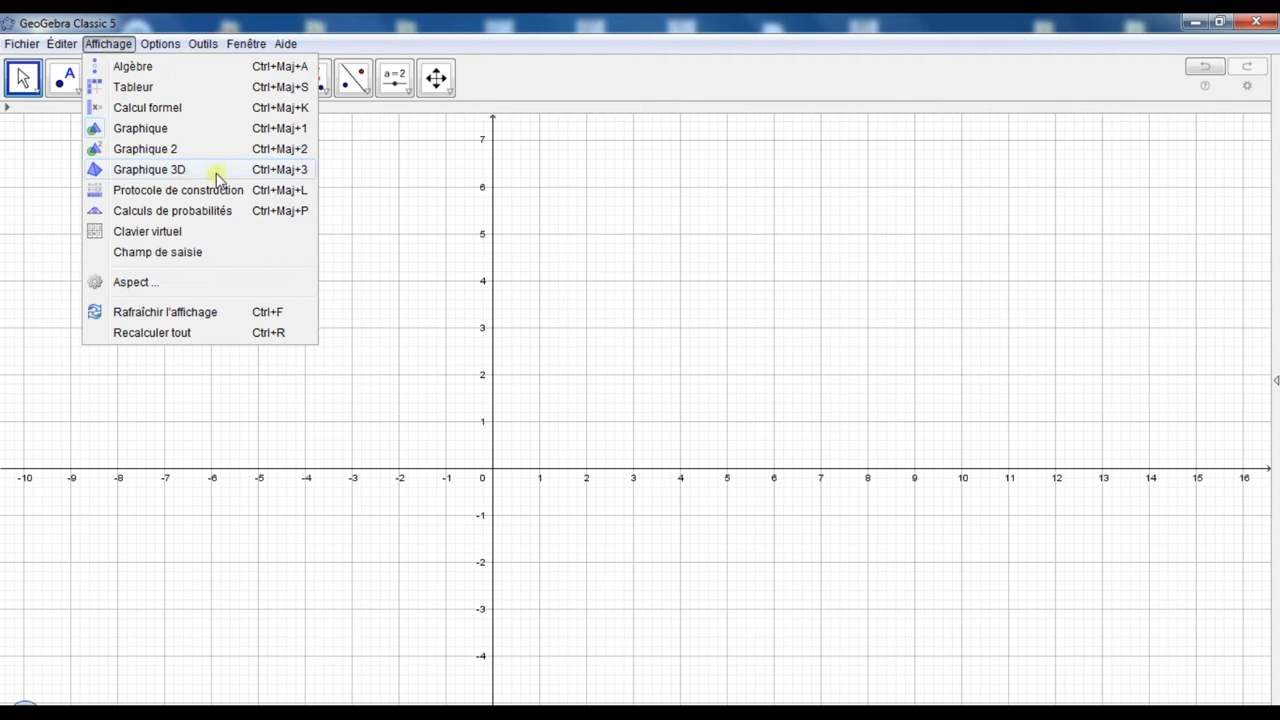 GeoGebra Classic 5
Fichier Éditer Affichage Options Outils Fenêtre Aide
A
a=2
Algèbre Ctrl+Maj+A
Tableur Ctrl+Maj+S
x= Calcul formel Ctrl+Maj+K
Graphique Ctrl+Maj+1
Graphique 2 Ctrl+Maj+2
Graphique 3D Ctrl+Maj+3
Protocole de construction Ctrl+Maj+L
Calculs de probabilités Ctrl+Maj+P
Clavier virtuel
Champ de saisie
Aspect ...
Rafraîchir l'affichage Ctrl+F
Recalculer tout Ctrl+R
7
6
5
4
3
2
1
-10 -9 -8 -7 -6 -5 -4 -3 -2 -1 0 1 2 3 4 5 6 7 8 9 10 11 12 13 14 15 16
-1
-2
-3
-4